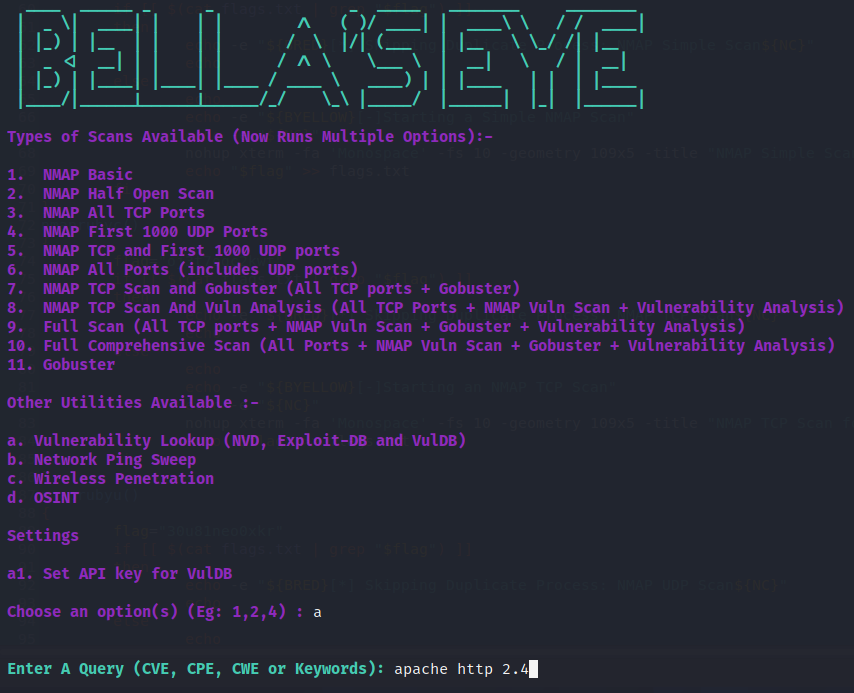 BELLA'S EYE
Types of Scans Available (Now Runs Multiple Options):-
1. NMAP Basic
2. NMAP Half Open Scan
3. NMAP All TCP Ports
4. NMAP First 1000 UDP Ports
5. NMAP TCP and First 1000 UDP ports
6. NMAP All Ports (includes UDP ports)
7. NMAP TCP Scan and Gobuster (All TCP ports + Gobuster)
8. NMAP TCP Scan And Vuln Analysis (All TCP Ports + NMAP Vuln Scan + Vulnerability Analysis)
9. Full Scan (All TCP ports + NMAP Vuln Scan + Gobuster + Vulnerability Analysis)
10. Full Comprehensive Scan (All Ports + NMAP Vuln Scan + Gobuster + Vulnerability Analysis)
11. Gobuster
Other Utilities Available :-
a. Vulnerability Lookup (NVD, Exploit-DB and VulDB)
b. Network Ping Sweep
c. Wireless Penetration
d. OSINT
Settings
a1. Set API key for VulDB
Choose an option(s) (Eg: 1,2,4) : a
Enter A Query (CVE, CPE, CWE or Keywords): apache http 2.4